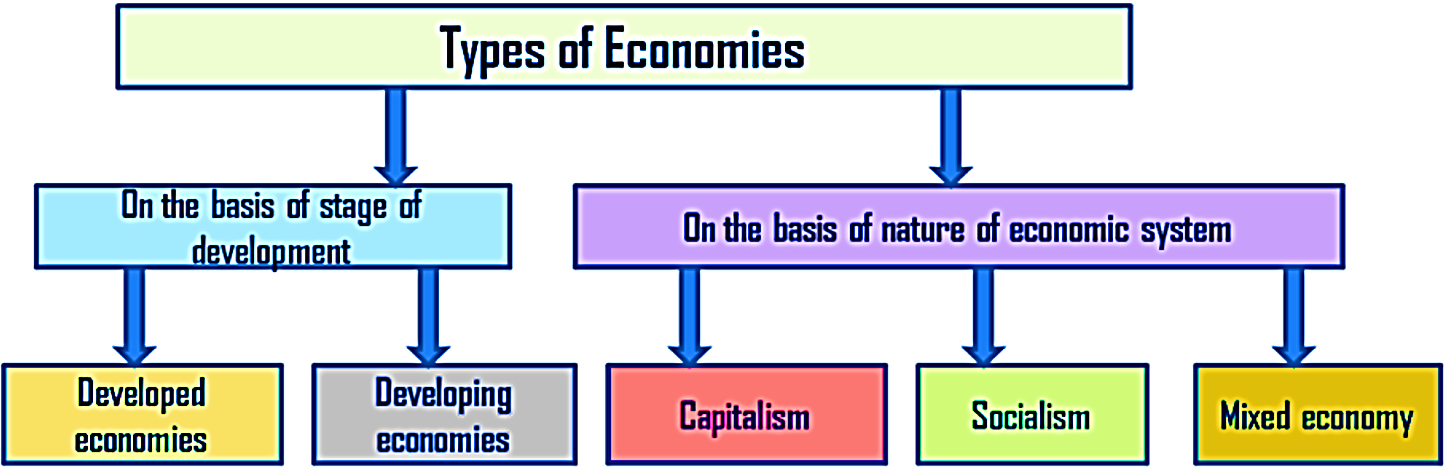 Types of Economies
On the basis of stage of
development
On the basis of nature of economic system
Developed
economies
Developing
economies
Capitalism
Socialism
Mixed economy